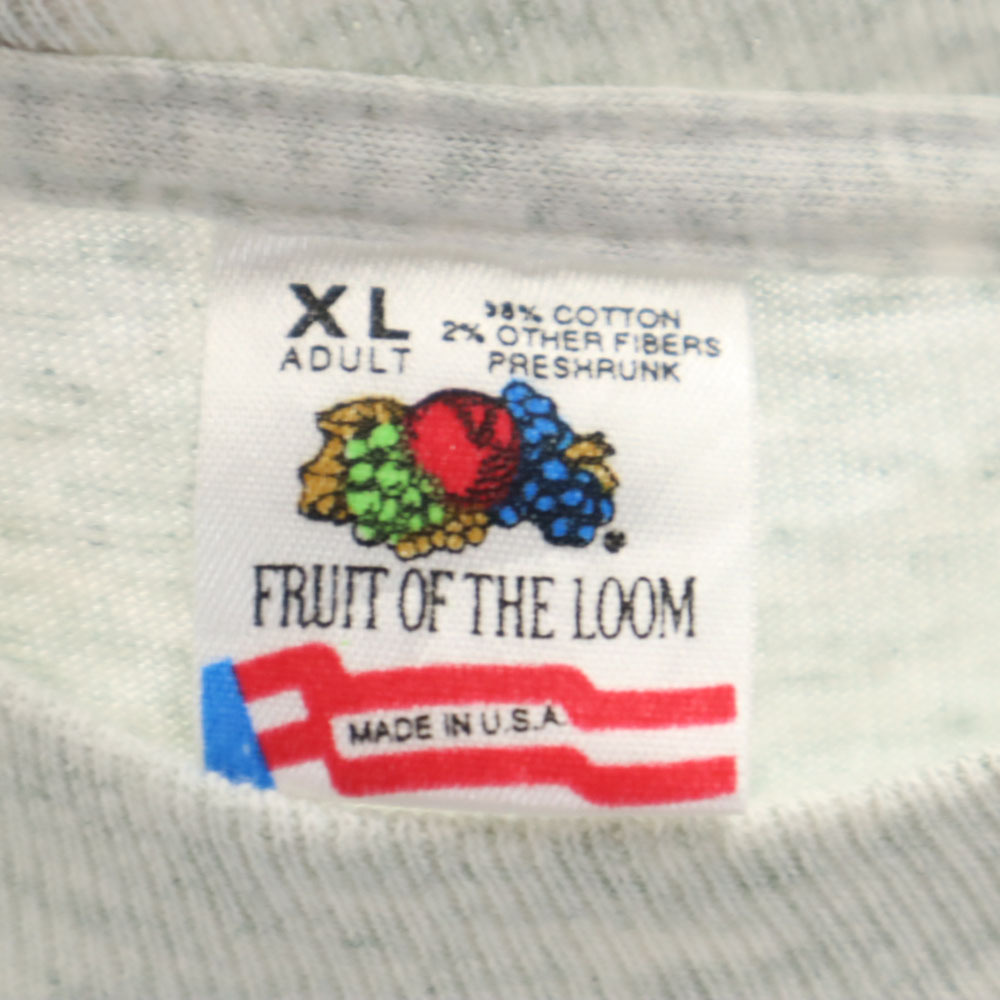 XL
ADULT
98% COTTON
2% OTHER FIBERS
PRESHRUNK
®
FRUIT OF THE LOOM
MADE IN U.S.A.